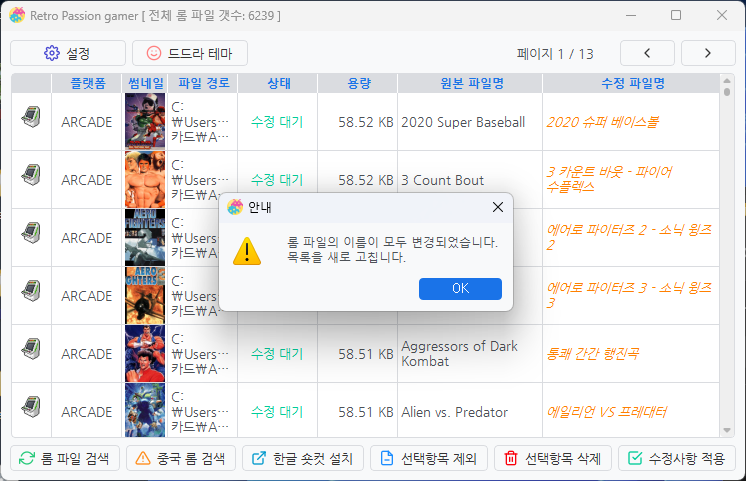 Retro Passion gamer [ 전체 롬 파일 갯수: 6239 ]
설정
드드라 테마
페이지 1 / 13
플랫폼 썸네일 파일 경로 상태 용량 원본 파일명 수정 파일명
ARCADE
C:
₩Users…
카드₩A…
수정 대기
58.52 KB
2020 Super Baseball
2020 슈퍼 베이스볼
ARCADE
C:
₩Users…
카드₩A…
수정 대기
58.52 KB
3 Count Bout
3 카운트 바웃 - 파이어
수플렉스
ARCADE
에어로 파이터즈 2 - 소닉 윙즈
2
ARCADE
에어로 파이터즈 3 - 소닉 윙즈
3
안내
롬 파일의 이름이 모두 변경되었습니다.
목록을 새로 고칩니다.
OK
ARCADE
C:
₩Users…
카드₩A…
수정 대기
58.51 KB
Aggressors of Dark
Kombat
통쾌 간간 행진곡
ARCADE
C:
₩Users…
카드₩A…
수정 대기
58.51 KB
Alien vs. Predator
에일리언 VS 프레대터
롬 파일 검색
중국 롬 검색
한글 숏컷 설치
선택항목 제외
선택항목 삭제
수정사항 적용